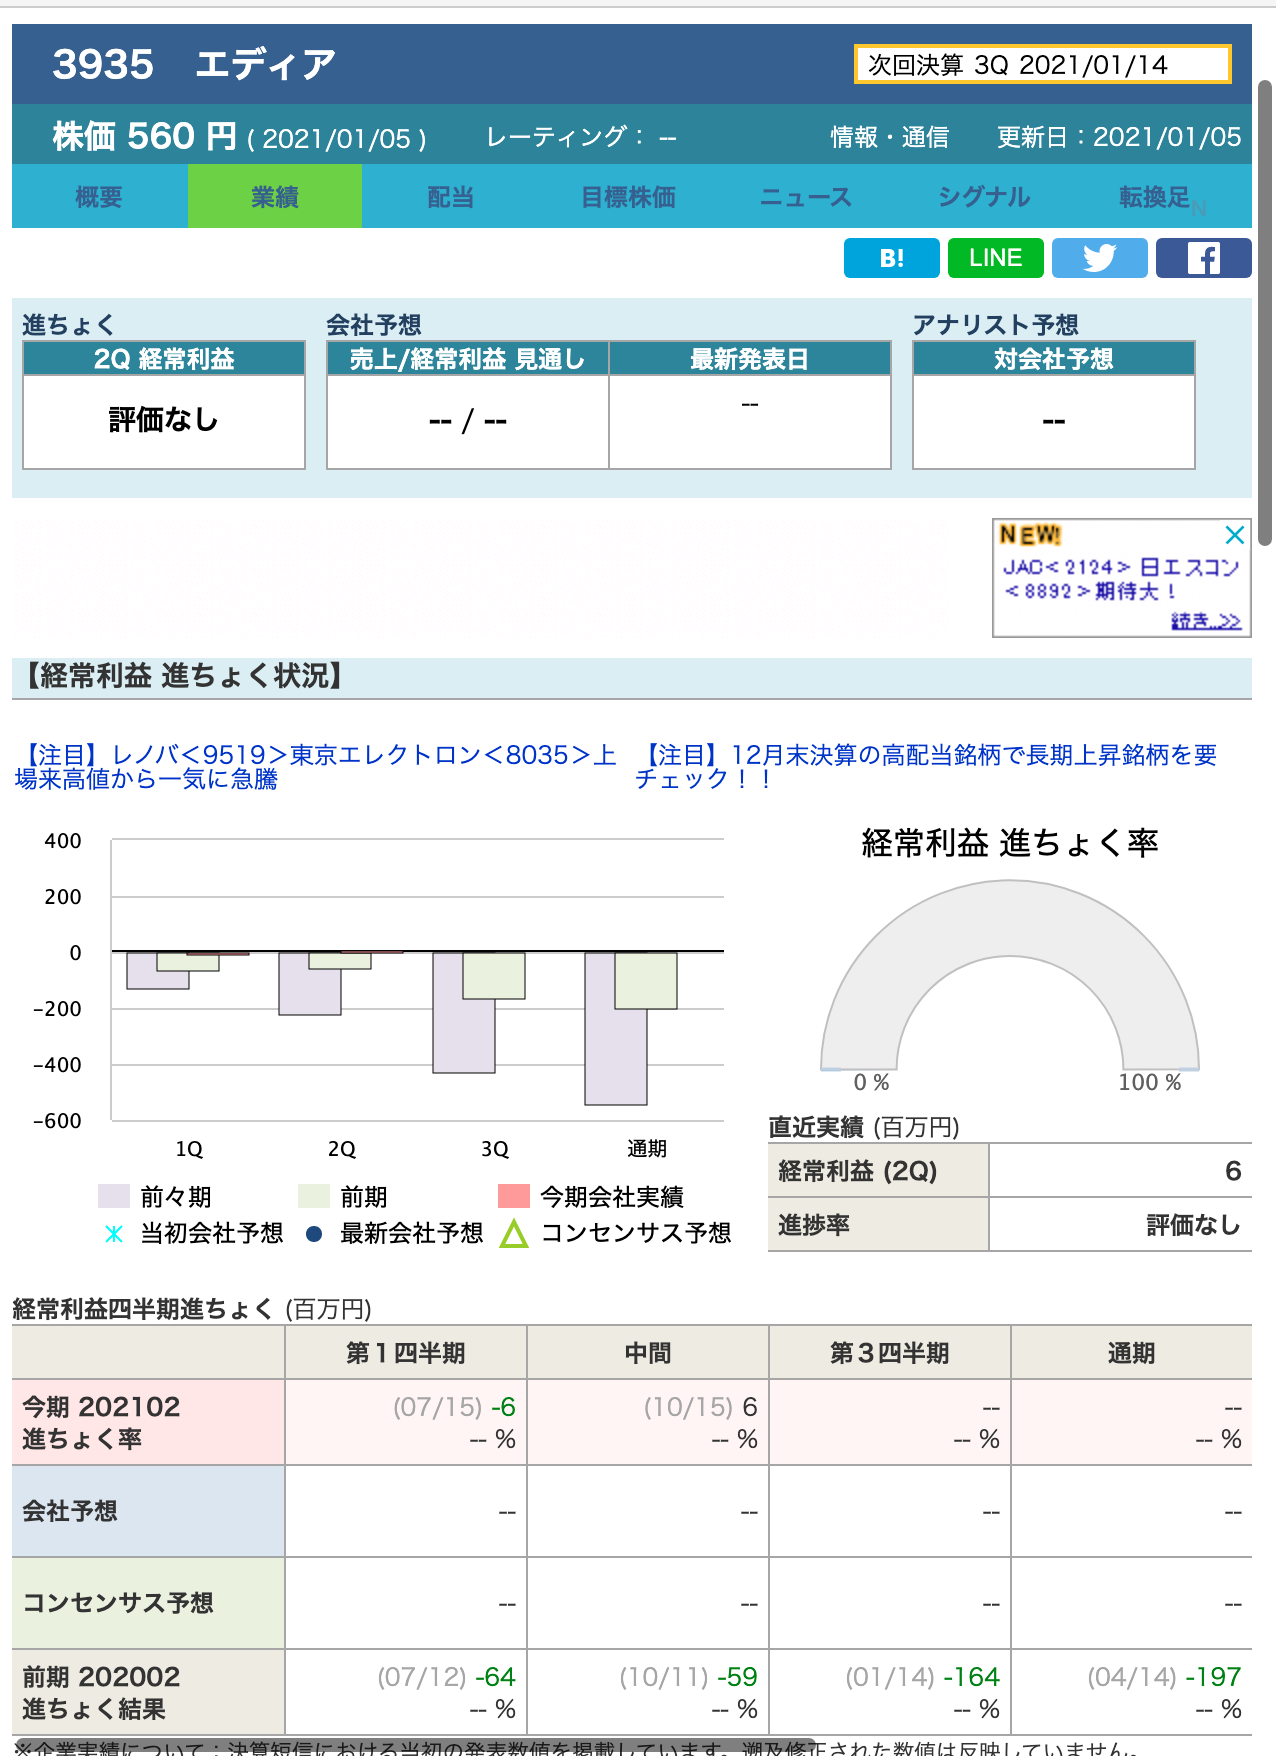 3935 エディア
次回決算 3Q 2021/01/14
株価 560 円 ( 2021/01/05 ) レーティング： -- 情報・通信 更新日：2021/01/05
概要 業績 配当 目標株価 ニュース シグナル 転換足
N
B! LINE
進ちょく 会社予想 アナリスト予想
2Q 経常利益 売上/経常利益 見通し 最新発表日 対会社予想
評価なし -- / -- -- --
NEW!
JAC<2124> 日エスコン
<8892>期待大！
続き..>>
【経常利益 進ちょく状況】
【注目】レノバ<9519>東京エレクトロン<8035>上
場来高値から一気に急騰
【注目】12月末決算の高配当銘柄で長期上昇銘柄を要
チェック！！
400
200
0
-200
-400
-600
1Q 2Q 3Q 通期
前々期 前期 今期会社実績
当初会社予想 最新会社予想 コンセンサス予想
経常利益 進ちょく率
0 % 100 %
直近実績 (百万円)
経常利益 (2Q) 6
進捗率 評価なし
経常利益四半期進ちょく (百万円)
第１四半期 中間 第３四半期 通期
今期 202102 (07/15) -6 (10/15) 6 -- --
進ちょく率 -- % -- % -- % -- %
会社予想 -- -- -- --
コンセンサス予想 -- -- -- --
前期 202002 (07/12) -64 (10/11) -59 (01/14) -164 (04/14) -197
進ちょく結果 -- % -- % -- % -- %
※企業実績について：決算短信における当初の発表数値を掲載しています。遡及修正された数値は反映していません。